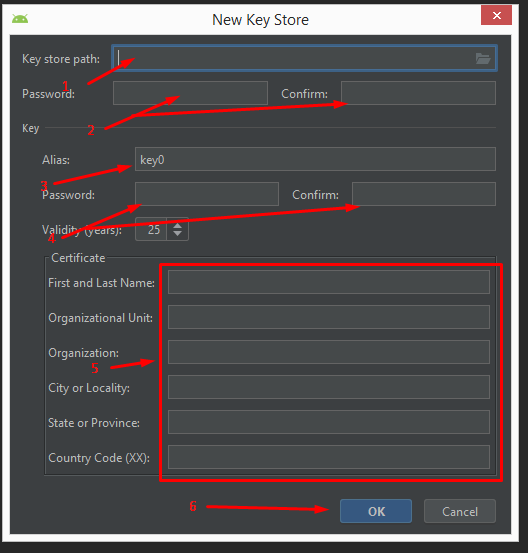 New Key Store
Key store path:
1
Password: Confirm:
2
Key
Alias: key0
3
Password: Confirm:
4
Validity (years): 25
Certificate
First and Last Name:
Organizational Unit:
Organization:
5
City or Locality:
State or Province:
Country Code (XX):
6 OK Cancel